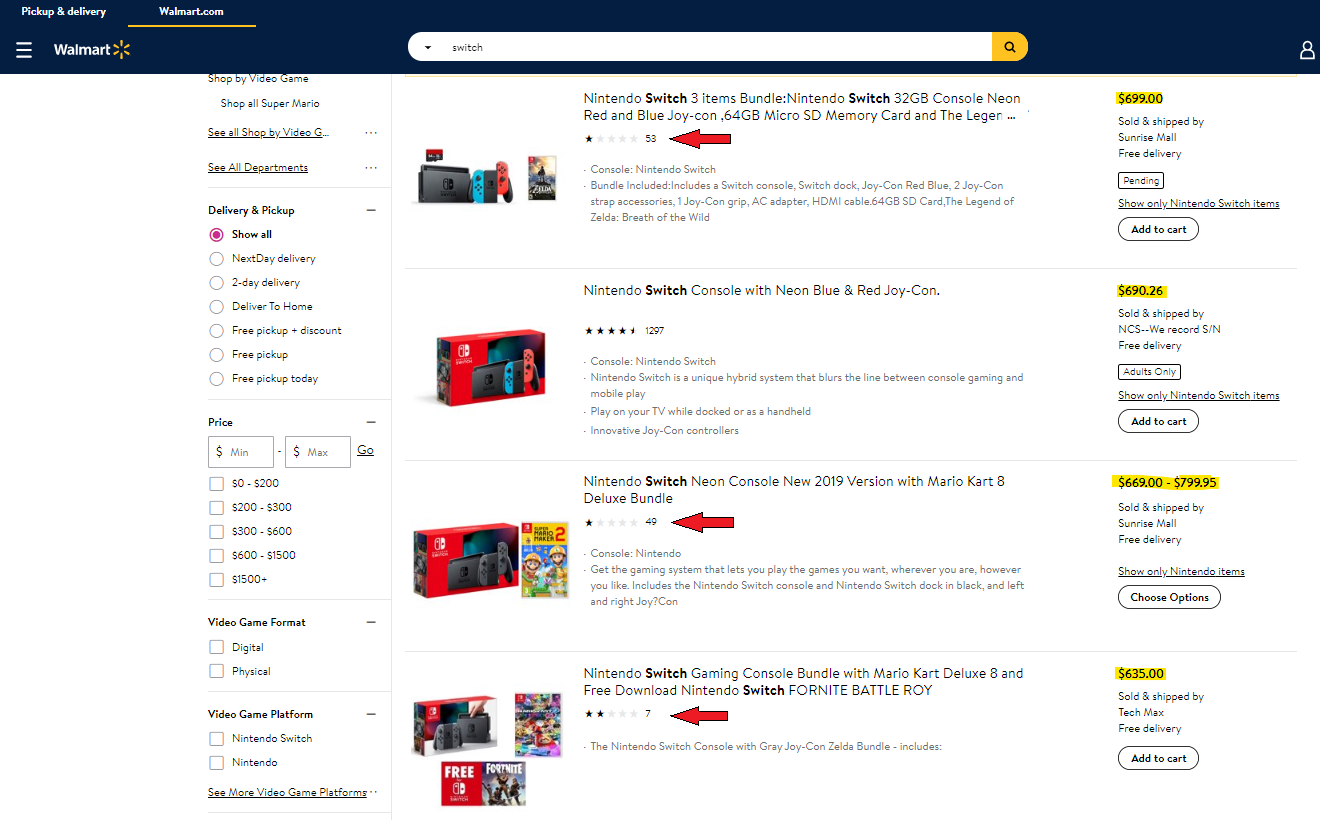 Pickup & delivery
Walmart.com
Walmart
switch
Shop by Video Game
Shop all Super Mario
See all Shop by Video G...
See All Departments
Delivery & Pickup
Show all
NextDay delivery
2-day delivery
Deliver To Home
Free pickup + discount
Free pickup
Free pickup today
Price
$ Min - $ Max Go
$0 - $200
$200 - $300
$300 - $600
$600 - $1500
$1500+
Video Game Format
Digital
Physical
Video Game Platform
Nintendo Switch
Nintendo
See More Video Game Platforms
Nintendo Switch 3 items Bundle:Nintendo Switch 32GB Console Neon
Red and Blue Joy-con ,64GB Micro SD Memory Card and The Legen ...
53
· Console: Nintendo Switch
· Bundle Included:Includes a Switch console, Switch dock, Joy-Con Red Blue, 2 Joy-Con
strap accessories, 1 Joy-Con grip, AC adapter, HDMI cable.64GB SD Card,The Legend of
Zelda: Breath of the Wild
ZELDA
$699.00
Sold & shipped by
Sunrise Mall
Free delivery
Pending
Show only Nintendo Switch items
Add to cart
Nintendo Switch Console with Neon Blue & Red Joy-Con.
1297
· Console: Nintendo Switch
· Nintendo Switch is a unique hybrid system that blurs the line between console gaming and
mobile play
· Play on your TV while docked or as a handheld
· Innovative Joy-Con controllers
SWITCH
$690.26
Sold & shipped by
NCS--We record S/N
Free delivery
Adults Only
Show only Nintendo Switch items
Add to cart
Nintendo Switch Neon Console New 2019 Version with Mario Kart 8
Deluxe Bundle
49
· Console: Nintendo
· Get the gaming system that lets you play the games you want, wherever you are, however
you like. Includes the Nintendo Switch console and Nintendo Switch dock in black, and left
and right Joy?Con
SWITCH
SUPER
MARIO
MAKER 2
$669.00 - $799.95
Sold & shipped by
Sunrise Mall
Free delivery
Show only Nintendo items
Choose Options
Nintendo Switch Gaming Console Bundle with Mario Kart Deluxe 8 and
Free Download Nintendo Switch FORNITE BATTLE ROY
7
· The Nintendo Switch Console with Gray Joy-Con Zelda Bundle - includes:
FREE
FORTNITE
SWITCH
$635.00
Sold & shipped by
Tech Max
Free delivery
Add to cart